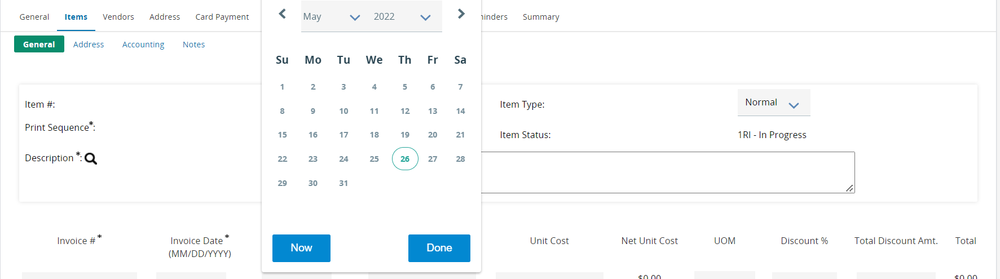 General Items Vendors Address Card Payment May 2022 Summary
General Address Accounting Notes
Su Mo Tu We Th Fr Sa
1 2 3 4 5 6 7
8 9 10 11 12 13 14
15 16 17 18 19 20 21
22 23 24 25 26 27 28
29 30 31
Now Done
Item #:
Item Type: Normal
Print Sequence*:
Item Status: 1RI - In Progress
Description *:
Invoice # * Invoice Date * Unit Cost Net Unit Cost UOM Discount % Total Discount Amt. Total
(MM/DD/YYYY)
$0.00 $0.00